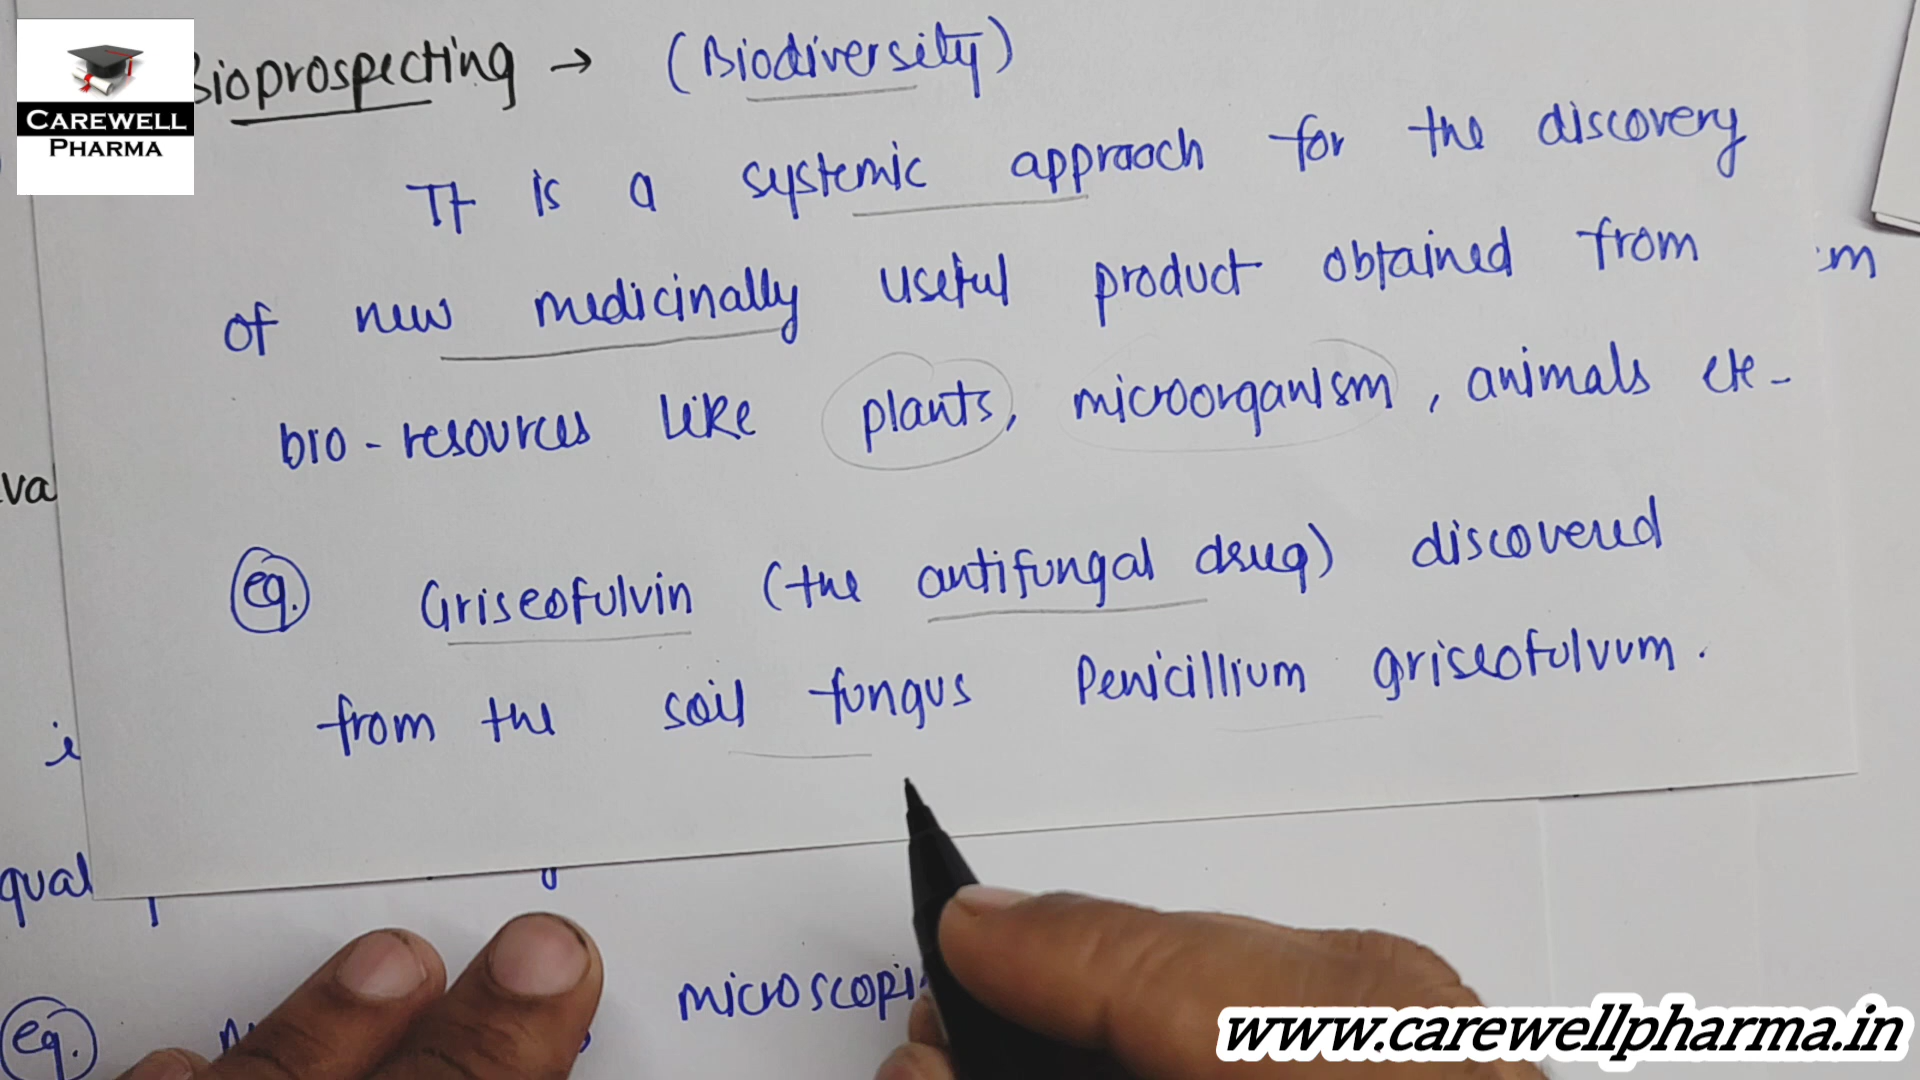 CAREWELL
PHARMA
Bioprospecting → (Biodiversity)
It is a systemic approach for the discovery
of new medicinally useful product obtained from
bio-resources like plants, microorganism, animals etc-
eg. Griseofulvin (the antifungal drug) discovered
from the soil fungus Penicillium griseofulvum.
qual
eg.
www.carewellpharma.in